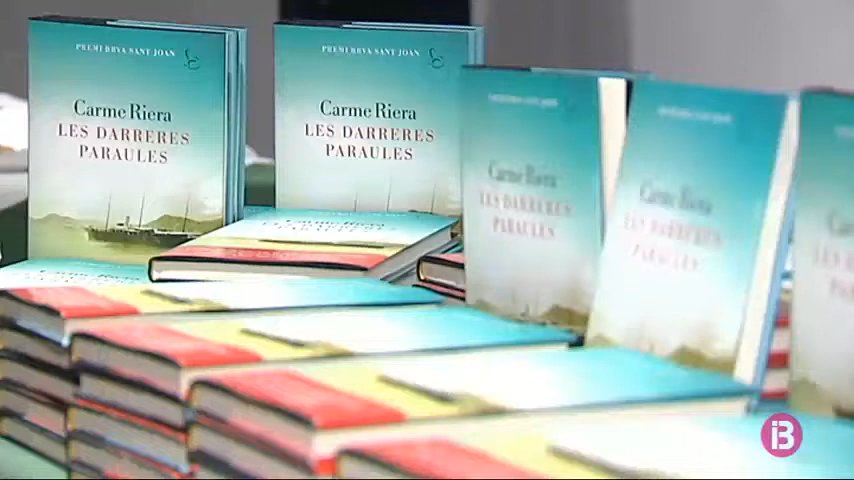 PREMI BBVA SANT JOAN
Carme Riera
LES DARRERES
PARAULES
PREMI BBVA SANT JOAN
Carme Riera
LES DARRERES
PARAULES
Carme Riera
LES DARRERES
PARAULES
Carme Riera
LES DARRERES
PARAULES
IB